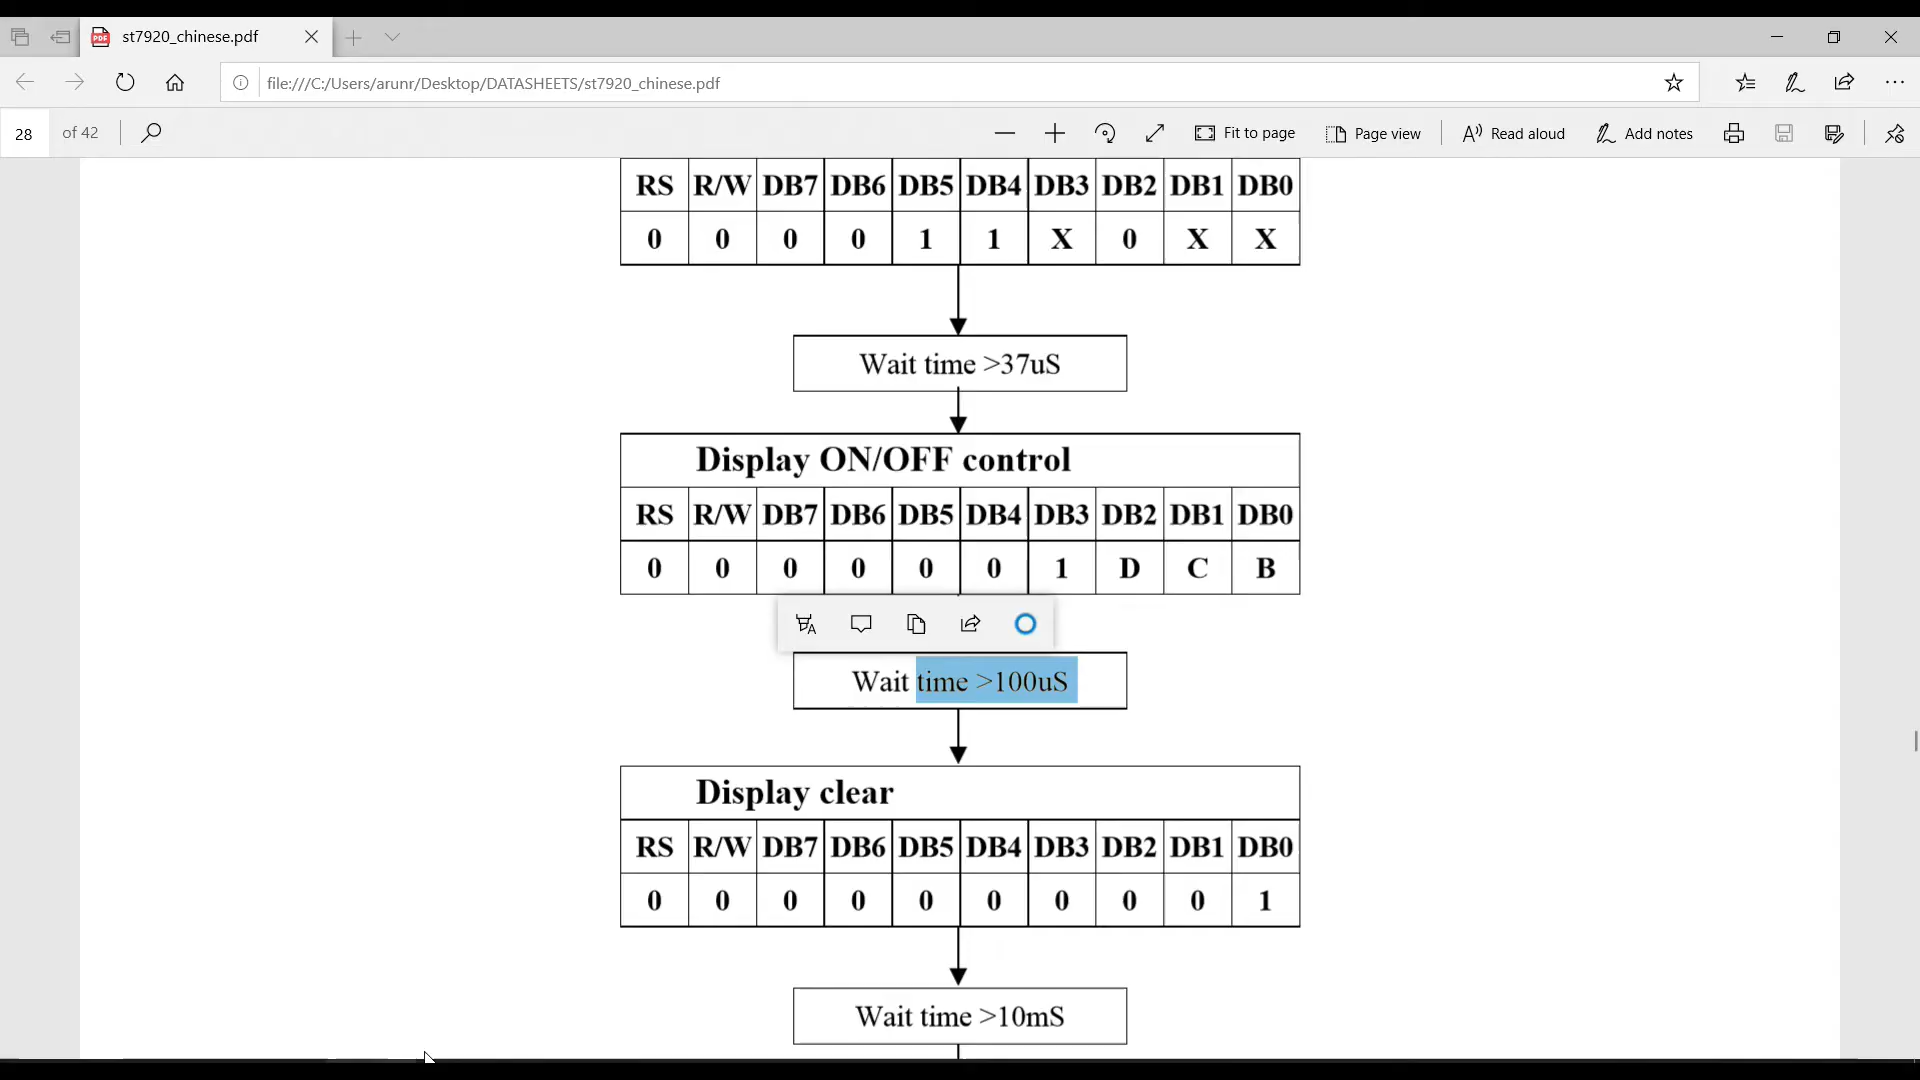 st7920_chinese.pdf
file:///C:/Users/arunr/Desktop/DATASHEETS/st7920_chinese.pdf
28 of 42 Fit to page Page view Read aloud Add notes
RS R/W DB7 DB6 DB5 DB4 DB3 DB2 DB1 DB0
0 0 0 0 1 1 X 0 X X
Wait time >37uS
Display ON/OFF control
RS R/W DB7 DB6 DB5 DB4 DB3 DB2 DB1 DB0
0 0 0 0 0 0 1 D C B
Wait time >100uS
Display clear
RS R/W DB7 DB6 DB5 DB4 DB3 DB2 DB1 DB0
0 0 0 0 0 0 0 0 0 1
Wait time >10mS